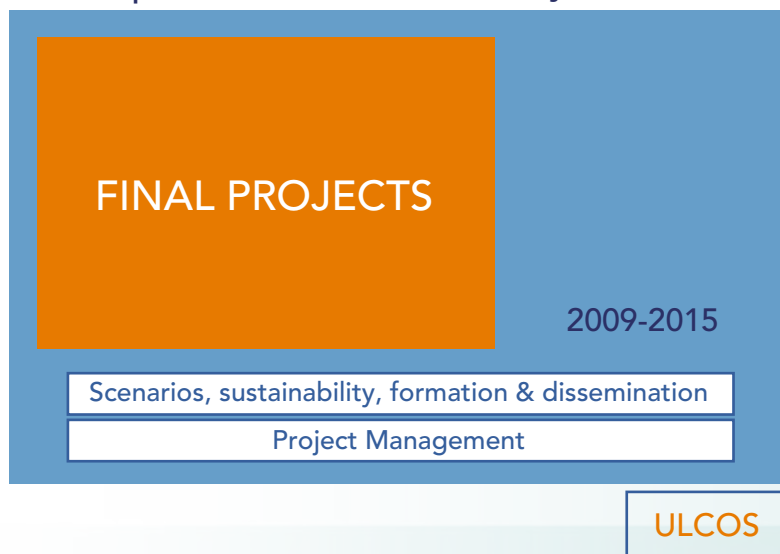 FINAL PROJECTS
2009-2015
Scenarios, sustainability, formation & dissemination
Project Management
ULCOS